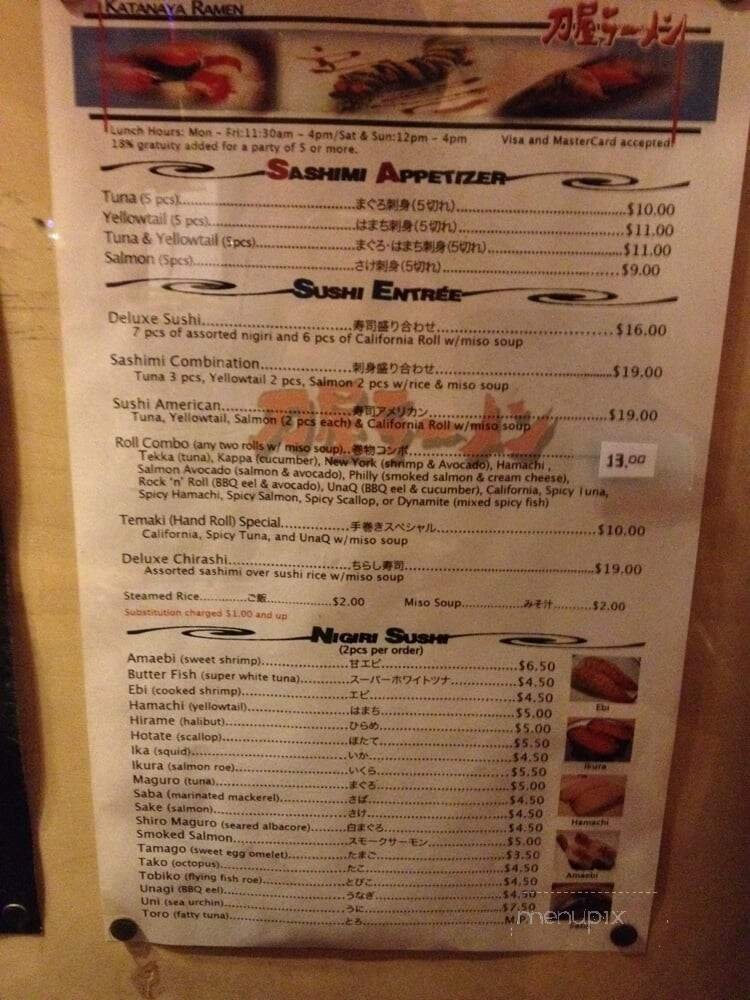 KATANAYA RAMEN
刀屋ラーメン
Lunch Hours: Mon - Fri:11:30am - 4pm/Sat & Sun:12pm - 4pm Visa and MasterCard accepted.
18% gratuity added for a party of 5 or more.
SASHIMI APPETIZER
Tuna (5 pcs)...まぐろ刺身(5切れ)...$10.00
Yellowtail (5 pcs)...はまち刺身(5切れ)...$11.00
Tuna & Yellowtail (5pcs)...まぐろ・はまち刺身(5切れ)...$11.00
Salmon (5pcs)...さけ刺身(5切れ)...$9.00
SUSHI ENTRÉE
Deluxe Sushi...寿司盛り合わせ...$16.00
7 pcs of assorted nigiri and 6 pcs of California Roll w/miso soup
Sashimi Combination...刺身盛り合わせ...$19.00
Tuna 3 pcs, Yellowtail 2 pcs, Salmon 2 pcs w/rice & miso soup
Sushi American...寿司アメリカン...$19.00
Tuna, Yellowtail, Salmon (2 pcs each) & California Roll w/miso soup
刀屋ラーメン
Roll Combo (any two rolls w/ miso soup)..巻物コンボ...13.00
Tekka (tuna), Kappa (cucumber), New York (shrimp & Avocado), Hamachi,
Salmon Avocado (salmon & avocado), Philly (smoked salmon & cream cheese),
Rock 'n' Roll (BBQ eel & avocado), UnaQ (BBQ eel & cucumber), California, Spicy Tuna,
Spicy Hamachi, Spicy Salmon, Spicy Scallop, or Dynamite (mixed spicy fish)
Temaki (Hand Roll) Special...手巻きスペシャル...$10.00
California, Spicy Tuna, and UnaQ w/miso soup
Deluxe Chirashi...ちらし寿司...$19.00
Assorted sashimi over sushi rice w/miso soup
Steamed Rice...ご飯...$2.00 Miso Soup...みそ汁...$2.00
Substitution charged $1.00 and up
NIGIRI SUSHI
(2pcs per order)
Amaebi (sweet shrimp)...甘エビ...$6.50
Butter Fish (super white tuna)...スーパーホワイトツナ...$4.50
Ebi (cooked shrimp)...エビ...$4.50
Hamachi (yellowtail)...はまち...$5.00
Hirame (halibut)...ひらめ...$5.00
Hotate (scallop)...ほたて...$5.50
Ika (squid)...いか...$4.50
Ikura (salmon roe)...いくら...$5.50
Maguro (tuna)...まぐろ...$5.00
Saba (marinated mackerel)...さば...$4.50
Sake (salmon)...さけ...$4.50
Shiro Maguro (seared albacore)...白まぐろ...$4.50
Smoked Salmon...スモークサーモン...$5.00
Tamago (sweet egg omelet)...たまご...$3.50
Tako (octopus)...たこ...$4.50
Tobiko (flying fish roe)...とびこ...$4.50
Unagi (BBQ eel)...うなぎ...$4.50
Uni (sea urchin)...うに...$7.50
Toro (fatty tuna)...とろ...
Ebi
Ikura
Hamachi
Amaebi
menupix